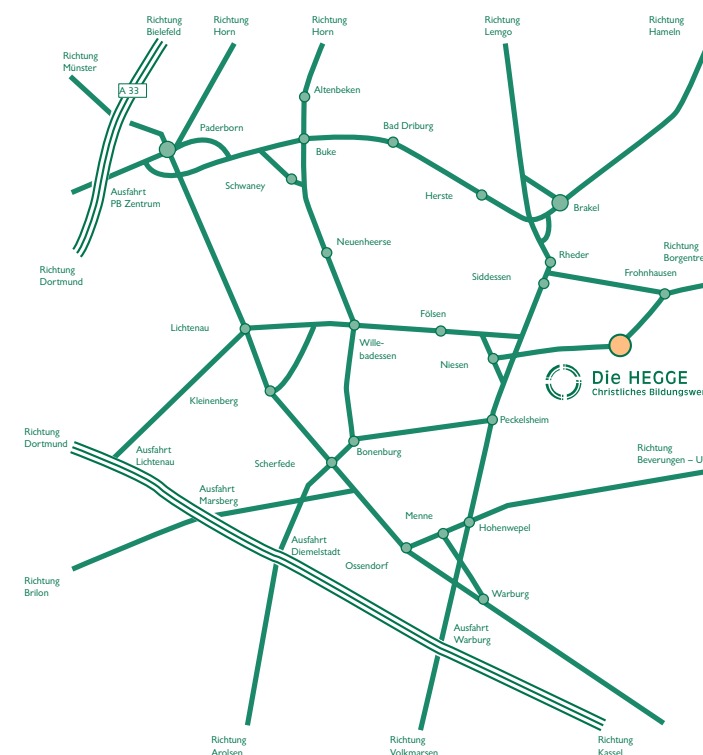 Richtung
Bielefeld
Richtung
Horn
Richtung
Horn
Richtung
Lemgo
Richtung
Hameln
Richtung
Münster
A 33
Altenbeken
Paderborn
Bad Driburg
Buke
Schwaney
Ausfahrt
PB Zentrum
Herste
Brakel
Neuenheerse
Rheder
Richtung
Richtung
Dortmund
Siddessen
Frohnhausen
Lichtenau
Fölsen
Wille-
badessen
Niesen
Die HEGGE
Christliches
Kleinenberg
Peckelsheim
Richtung
Dortmund
Ausfahrt
Lichtenau
Scherfede
Bonenburg
Richtung
Beverungen –
Ausfahrt
Marsberg
Menne
Hohenwepel
Ausfahrt
Diemelstadt
Ossendorf
Richtung
Brilon
Warburg
Ausfahrt
Warburg
Richtung
Arolsen
Richtung
Volkmarsen
Richtung
Kassel